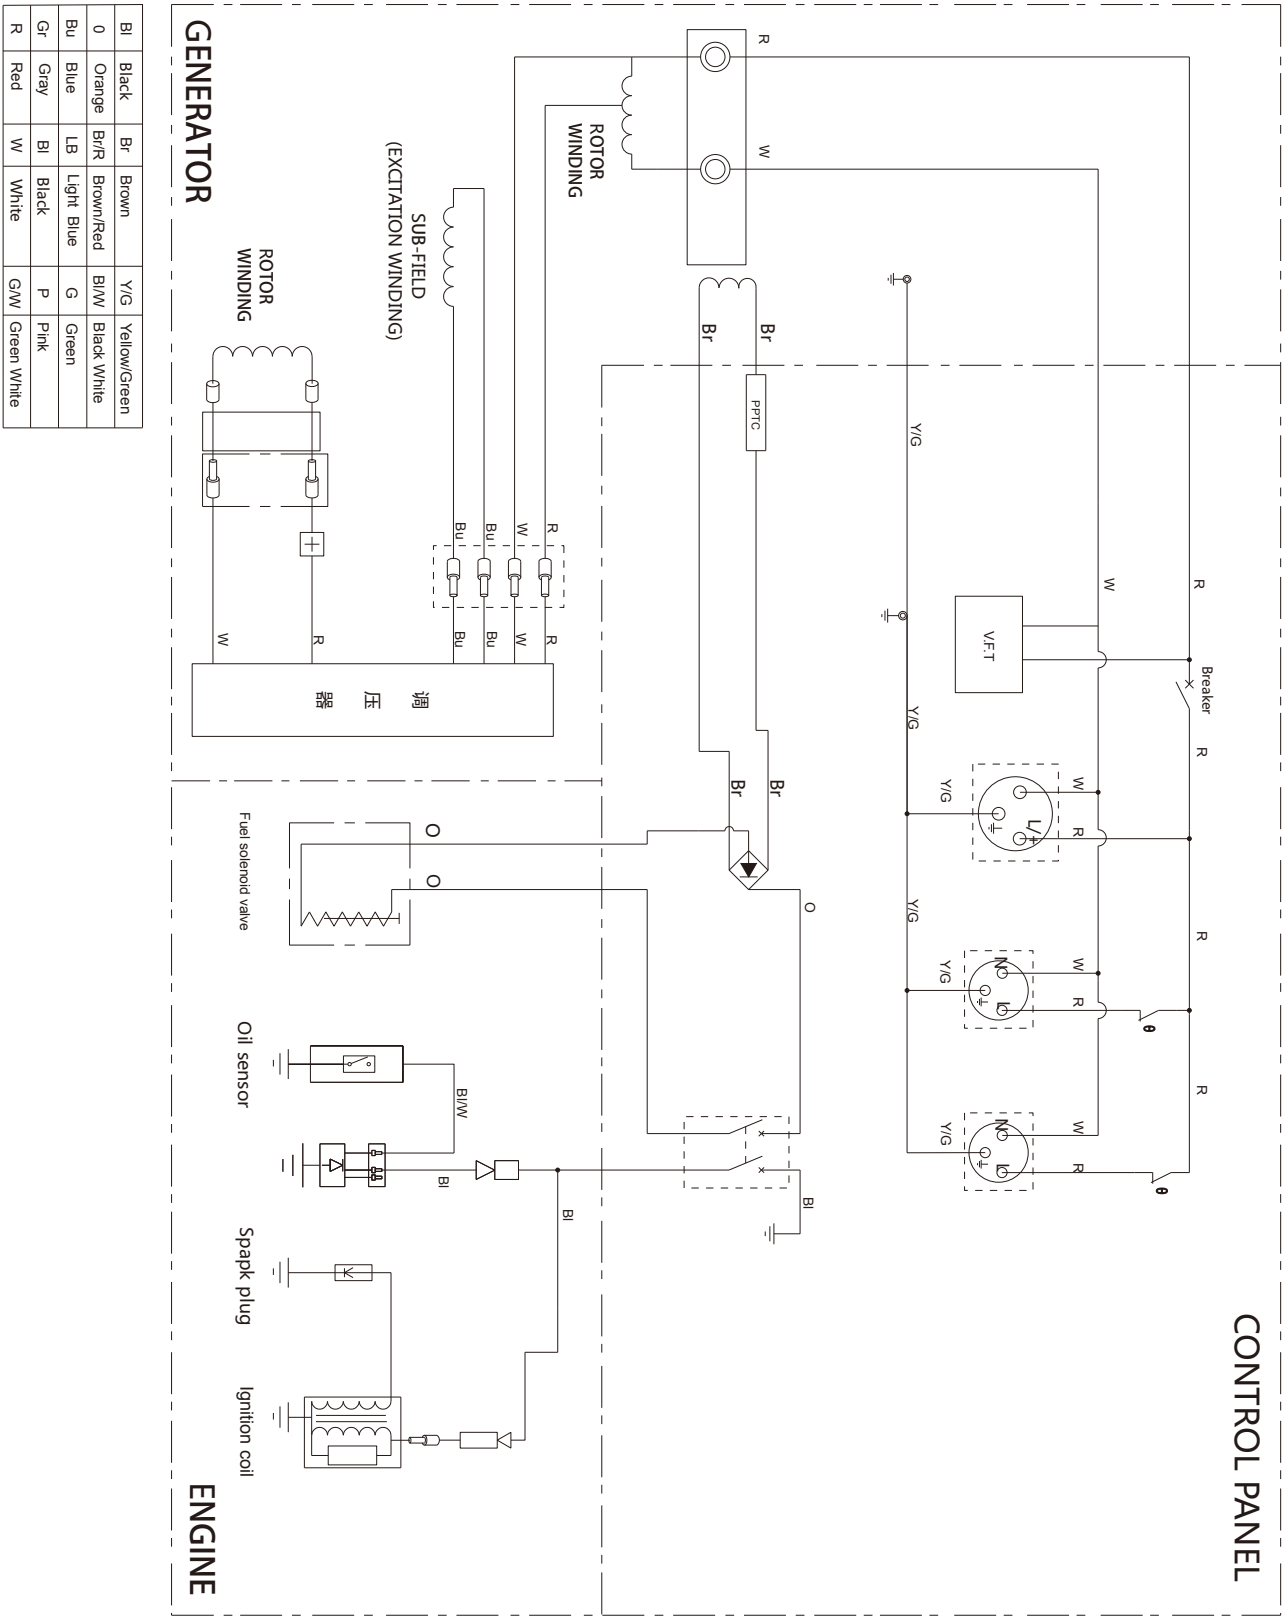 CONTROL PANEL
GENERATOR
ENGINE
R
W
R
W
Breaker
V.F.T
R
R
R
W
R
W
R
W
R
L/+
N
L
N
L
θ
θ
Y/G
Y/G
Y/G
Y/G
Y/G
Y/G
ROTOR
WINDING
Br
Br
PPTC
Br
Br
O
Bl
SUB-FIELD
(EXCITATION WINDING)
ROTOR
WINDING
R
W
Bu
Bu
R
W
Bu
Bu
R
W
调 压 器
O
O
Bl/W
Bl
Bl
Fuel solenoid valve
Oil sensor
Spapk plug
Ignition coil
Bl Black Br Brown Y/G Yellow/Green
0 Orange Br/R Brown/Red Bl/W Black White
Bu Blue LB Light Blue G Green
Gr Gray Bl Black P Pink
R Red W White G/W Green White